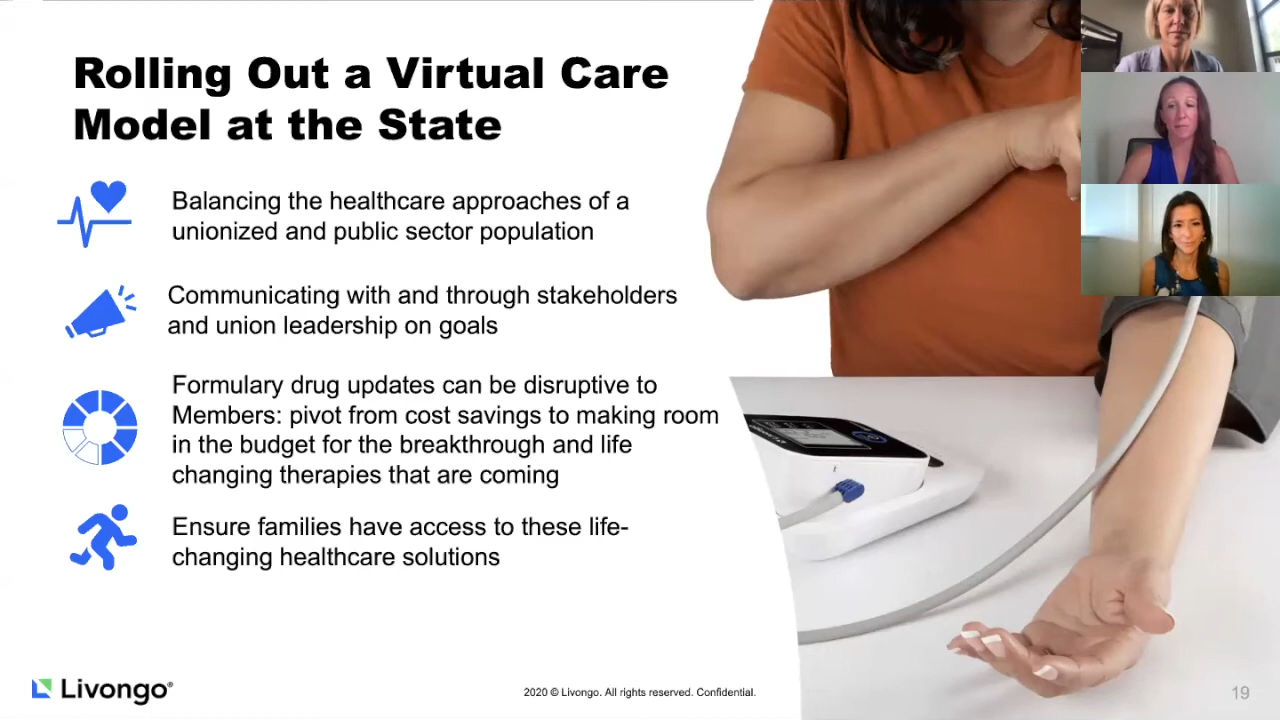 Rolling Out a Virtual Care
Model at the State
Balancing the healthcare approaches of a
unionized and public sector population
Communicating with and through stakeholders
and union leadership on goals
Formulary drug updates can be disruptive to
Members: pivot from cost savings to making room
in the budget for the breakthrough and life
changing therapies that are coming
Ensure families have access to these life-
changing healthcare solutions
Livongo®
2020 © Livongo. All rights reserved. Confidential.
19